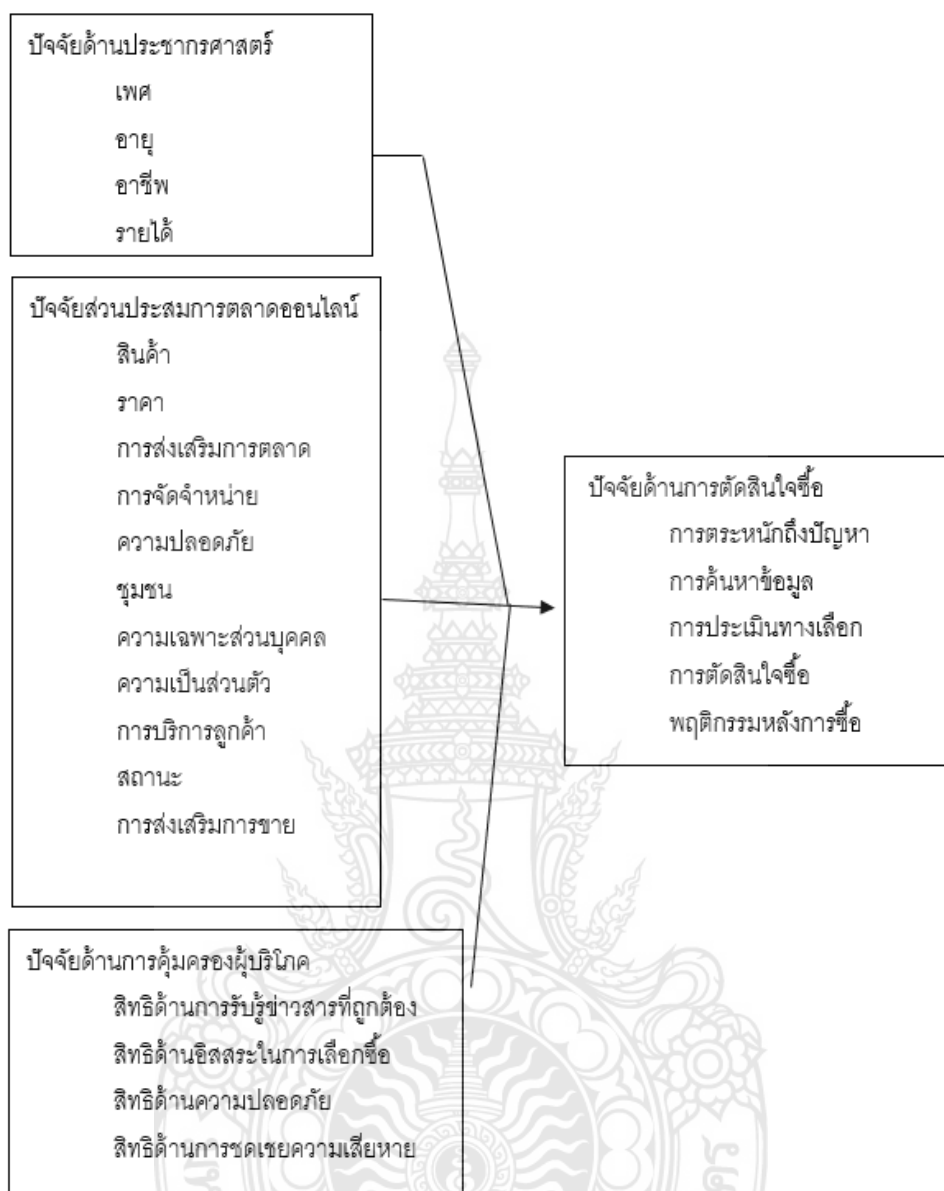 ปัจจัยด้านประชากรศาสตร์
เพศ
อายุ
อาชีพ
รายได้
ปัจจัยส่วนประสมการตลาดออนไลน์
สินค้า
ราคา
การส่งเสริมการตลาด
การจัดจำหน่าย
ความปลอดภัย
ชุมชน
ความเฉพาะส่วนบุคคล
ความเป็นส่วนตัว
การบริการลูกค้า
สถานะ
การส่งเสริมการขาย
ปัจจัยด้านการคุ้มครองผู้บริโภค
สิทธิด้านการรับรู้ข่าวสารที่ถูกต้อง
สิทธิด้านอิสสระในการเลือกซื้อ
สิทธิด้านความปลอดภัย
สิทธิด้านการชดเชยความเสียหาย
ปัจจัยด้านการตัดสินใจซื้อ
การตระหนักถึงปัญหา
การค้นหาข้อมูล
การประเมินทางเลือก
การตัดสินใจซื้อ
พฤติกรรมหลังการซื้อ